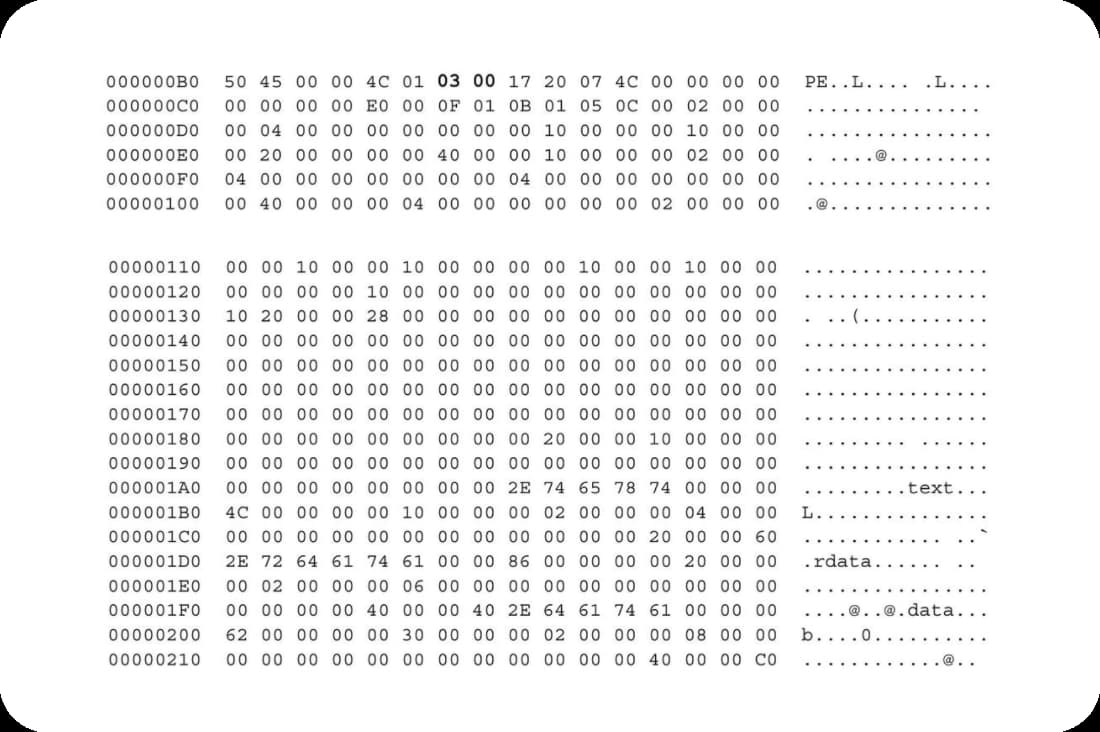 000000B0 50 45 00 00 4C 01 03 00 17 20 07 4C 00 00 00 00 PE..L.... .L....
000000C0 00 00 00 00 E0 00 0F 01 0B 01 05 0C 00 02 00 00 ................
000000D0 00 04 00 00 00 00 00 00 00 10 00 00 00 10 00 00 ................
000000E0 00 20 00 00 00 00 40 00 00 10 00 00 00 02 00 00 . ....@.........
000000F0 04 00 00 00 00 00 00 00 04 00 00 00 00 00 00 00 ................
00000100 00 40 00 00 00 04 00 00 00 00 00 00 02 00 00 00 .@..............
00000110 00 00 10 00 00 10 00 00 00 00 10 00 00 10 00 00 ................
00000120 00 00 00 00 10 00 00 00 00 00 00 00 00 00 00 00 ................
00000130 10 20 00 00 28 00 00 00 00 00 00 00 00 00 00 00 . ..(...........
00000140 00 00 00 00 00 00 00 00 00 00 00 00 00 00 00 00 ................
00000150 00 00 00 00 00 00 00 00 00 00 00 00 00 00 00 00 ................
00000160 00 00 00 00 00 00 00 00 00 00 00 00 00 00 00 00 ................
00000170 00 00 00 00 00 00 00 00 00 00 00 00 00 00 00 00 ................
00000180 00 00 00 00 00 00 00 00 00 20 00 00 10 00 00 00 ......... ......
00000190 00 00 00 00 00 00 00 00 00 00 00 00 00 00 00 00 ................
000001A0 00 00 00 00 00 00 00 00 2E 74 65 78 74 00 00 00 .........text...
000001B0 4C 00 00 00 00 10 00 00 00 02 00 00 00 04 00 00 L...............
000001C0 00 00 00 00 00 00 00 00 00 00 00 00 20 00 00 60 ............ ..`
000001D0 2E 72 64 61 74 61 00 00 86 00 00 00 00 20 00 00 .rdata...... ..
000001E0 00 02 00 00 00 06 00 00 00 00 00 00 00 00 00 00 ................
000001F0 00 00 00 00 40 00 00 40 2E 64 61 74 61 00 00 00 ....@..@.data...
00000200 62 00 00 00 00 30 00 00 00 02 00 00 00 08 00 00 b....0..........
00000210 00 00 00 00 00 00 00 00 00 00 00 00 40 00 00 C0 ............@..